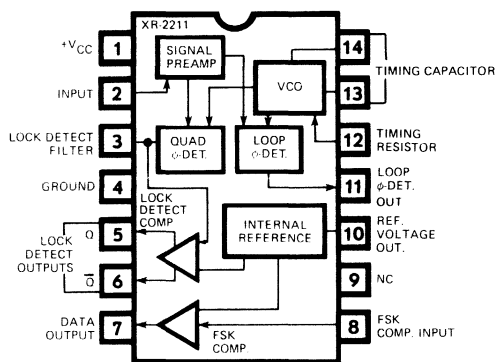 XR-2211
+VCC
1
INPUT
2
LOCK DETECT
FILTER
3
GROUND
4
LOCK
DETECT
OUTPUTS
Q
5
Q̅
6
DATA
OUTPUT
7
SIGNAL
PREAMP
VCO
QUAD
φ-DET.
LOOP
φ-DET.
LOCK
DETECT
COMP
INTERNAL
REFERENCE
FSK
COMP.
14
TIMING CAPACITOR
13
12
TIMING
RESISTOR
11
LOOP
φ-DET.
OUT
10
REF.
VOLTAGE
OUT.
9
NC
8
FSK
COMP. INPUT